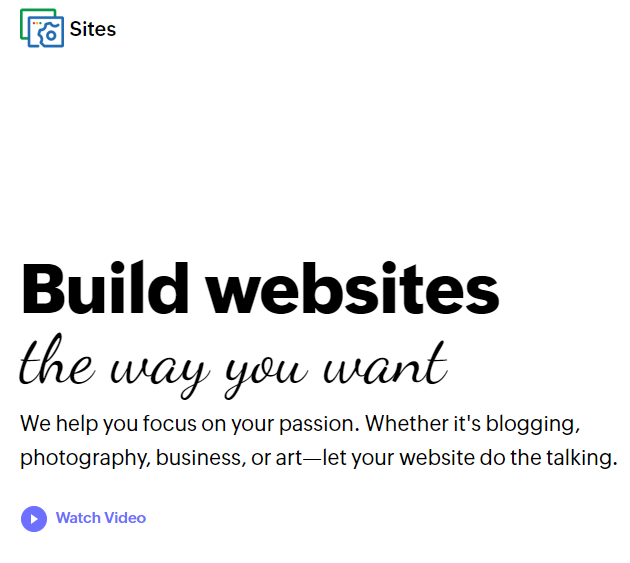 Sites
Build websites
the way you want
We help you focus on your passion. Whether it's blogging,
photography, business, or art—let your website do the talking.
Watch Video